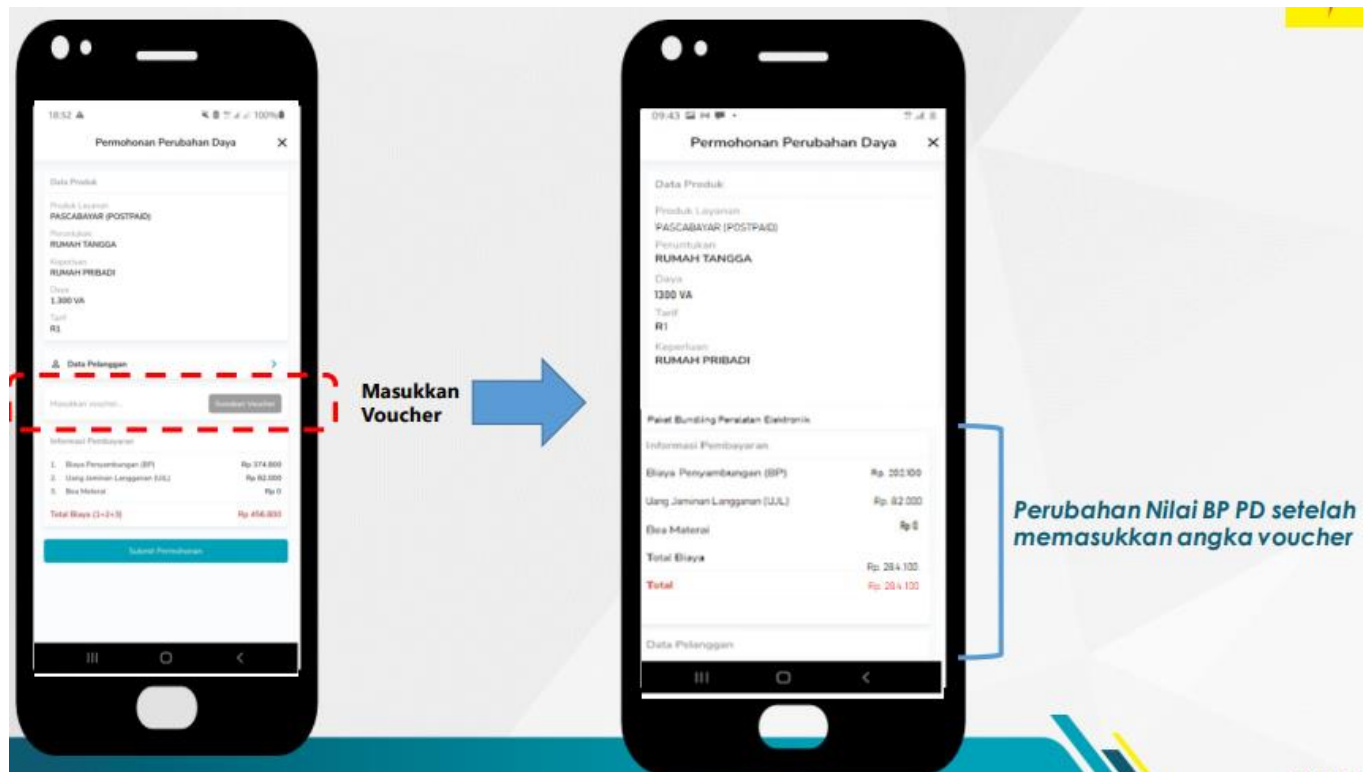 18:52
100%
Permohonan Perubahan Daya X
Data Produk
Produk Layanan
PASCABAYAR (POSTPAID)
Peruntukan
RUMAH TANGGA
Keperluan
RUMAH PRIBADI
Daya
1.300 VA
Tarif
R1
Data Pelanggan >
Masukkan voucher... Gunakan Voucher
Informasi Pembayaran
1. Biaya Penyambungan (BP) Rp 374.800
2. Uang Jaminan Langganan (UJL) Rp 82.000
3. Bea Materai Rp 0
Total Biaya (1+2+3) Rp 456.800
Submit Permohonan
Masukkan
Voucher
09:43
Permohonan Perubahan Daya X
Data Produk
Produk Layanan
PASCABAYAR (POSTPAID)
Peruntukan
RUMAH TANGGA
Daya
1300 VA
Tarif
R1
Keperluan
RUMAH PRIBADI
Paket Bundling Peralatan Elektronik
Informasi Pembayaran
Biaya Penyambungan (BP) Rp. 202.100
Uang Jaminan Langganan (UJL) Rp. 82.000
Bea Materai Rp 0
Total Biaya Rp. 284.100
Total Rp. 284.100
Data Pelanggan
Perubahan Nilai BP PD setelah
memasukkan angka voucher